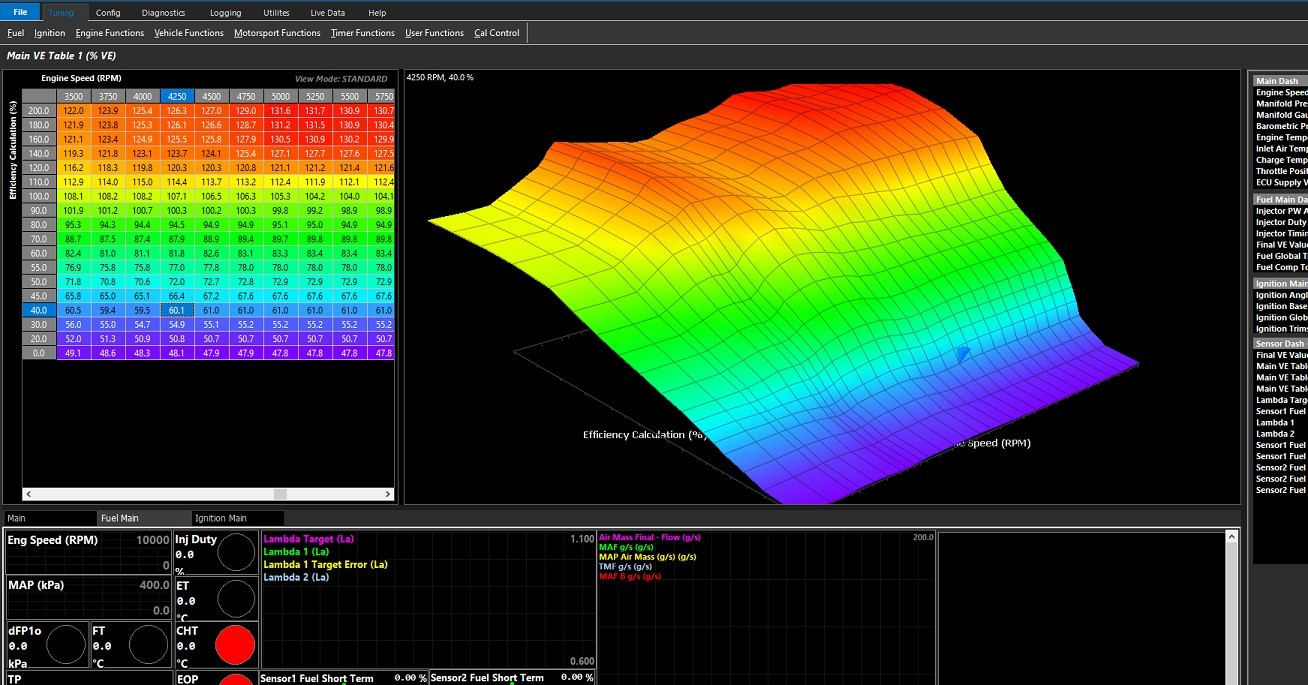 File Tuning Config Diagnostics Logging Utilites Live Data Help
Fuel Ignition Engine Functions Vehicle Functions Motorsport Functions Timer Functions User Functions Cal Control
Main VE Table 1 (% VE)
Engine Speed (RPM) View Mode: STANDARD
Efficiency Calculation (%)
3500 3750 4000 4250 4500 4750 5000 5250 5500 5750
200.0 122.0 123.9 125.4 126.3 127.0 129.0 131.6 131.7 130.9 130.7
180.0 121.9 123.8 125.3 126.1 126.6 128.7 131.2 131.5 130.9 130.4
160.0 121.1 123.4 124.9 125.5 125.8 127.9 130.5 130.9 130.2 129.9
140.0 119.3 121.8 123.1 123.7 124.1 125.4 127.1 127.7 127.6 127.5
120.0 116.2 118.3 119.8 120.3 120.3 120.8 121.1 121.2 121.4 121.6
110.0 112.9 114.0 115.0 114.4 113.7 113.2 112.4 111.9 112.1 112.4
100.0 108.1 108.2 108.2 107.1 106.5 106.3 105.3 104.2 104.0 104.1
90.0 101.9 101.2 100.7 100.3 100.2 100.3 99.8 99.2 98.9 98.9
80.0 95.3 94.3 94.4 94.5 94.9 94.9 95.1 95.0 94.9 94.9
70.0 88.7 87.5 87.4 87.9 88.9 89.4 89.7 89.8 89.8 89.8
60.0 82.4 81.0 81.1 81.8 82.6 83.1 83.3 83.4 83.4 83.4
55.0 76.9 75.8 75.8 77.0 77.8 78.0 78.0 78.0 78.0 78.0
50.0 71.8 70.8 70.6 72.0 72.7 72.8 72.9 72.9 72.9 72.9
45.0 65.8 65.0 65.1 66.4 67.2 67.6 67.6 67.6 67.6 67.6
40.0 60.5 59.4 59.5 60.1 61.0 61.0 61.0 61.0 61.0 61.0
30.0 56.0 55.0 54.7 54.9 55.1 55.2 55.2 55.2 55.2 55.2
20.0 52.0 51.3 50.9 50.8 50.7 50.7 50.7 50.7 50.7 50.7
0.0 49.1 48.6 48.3 48.1 47.9 47.9 47.8 47.8 47.8 47.8
4250 RPM, 40.0 %
Efficiency Calculation (%)
Speed (RPM)
Main Dash
Engine Speed
Manifold Pre
Manifold Gau
Barometric P
Engine Temp
Inlet Air Temp
Charge Temp
Throttle Posit
ECU Supply V
Fuel Main Da
Injector PW A
Injector Duty
Injector Timin
Final VE Value
Fuel Global T
Fuel Comp To
Ignition Main
Ignition Angl
Ignition Base
Ignition Glob
Ignition Trims
Sensor Dash
Final VE Value
Main VE Table
Main VE Table
Main VE Table
Lambda Targe
Sensor1 Fuel
Lambda 1
Lambda 2
Sensor1 Fuel
Sensor1 Fuel
Sensor2 Fuel
Sensor2 Fuel
Sensor2 Fuel
Main Fuel Main Ignition Main
Eng Speed (RPM) 10000
0
MAP (kPa) 400.0
0.0
dFP1o
0.0
kPa
FT
0.0
°C
TP
Inj Duty
0.0
%
ET
0.0
°C
CHT
0.0
°C
EOP
Lambda Target (La) 1.100
Lambda 1 (La)
Lambda 1 Target Error (La)
Lambda 2 (La)
0.600
Sensor1 Fuel Short Term 0.00 % Sensor2 Fuel Short Term 0.00 %
Air Mass Final - Flow (g/s) 200.0
MAF g/s (g/s)
MAP Air Mass (g/s) (g/s)
TMF g/s (g/s)
MAF B g/s (g/s)